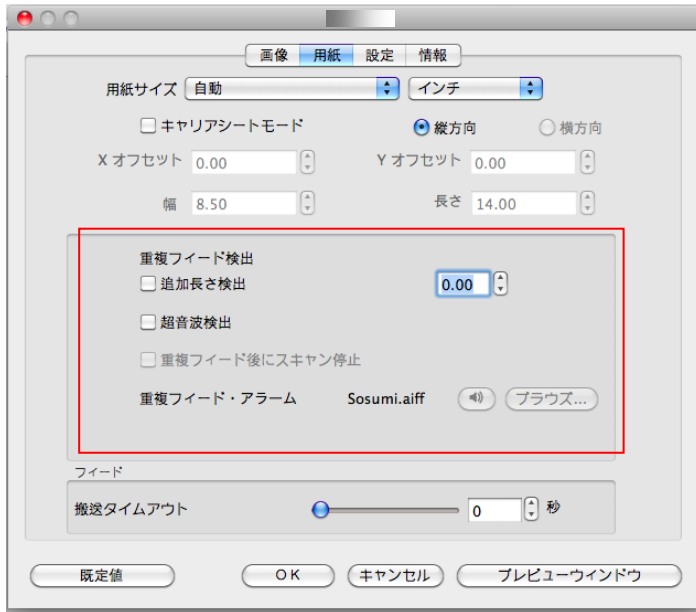 画像 用紙 設定 情報
用紙サイズ 自動 インチ
キャリアシートモード 縦方向 横方向
X オフセット 0.00 Y オフセット 0.00
幅 8.50 長さ 14.00
重複フィード検出
追加長さ検出 0.00
超音波検出
重複フィード後にスキャン停止
重複フィード・アラーム Sosumi.aiff ブラウズ...
フィード
搬送タイムアウト 0 秒
既定値 OK キャンセル プレビューウィンドウ